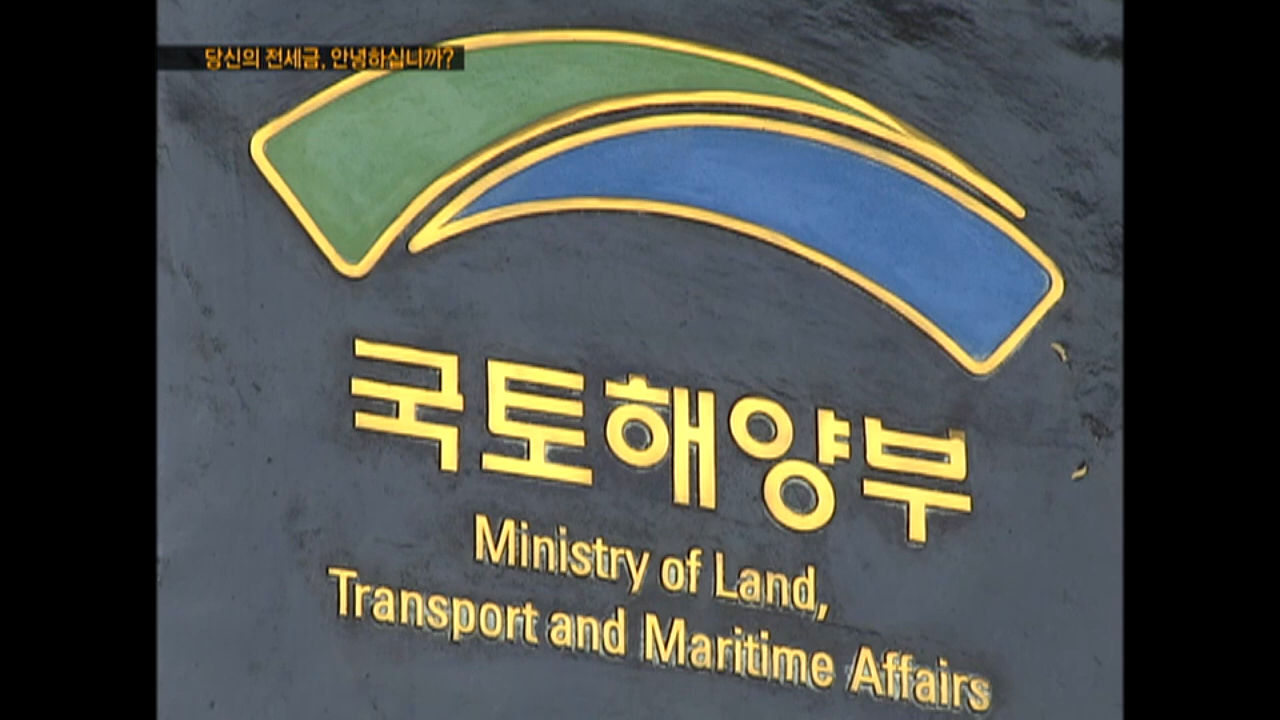 당신의 전세금, 안녕하십니까?
국토해양부
Ministry of Land,
Transport and Maritime Affairs